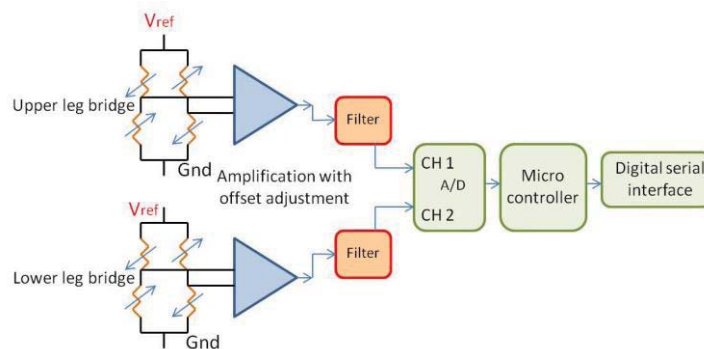 Vref
Upper leg bridge
Gnd
Amplification with
offset adjustment
Filter
CH 1
A/D
CH 2
Micro
controller
Digital serial
interface
Vref
Lower leg bridge
Gnd
Filter